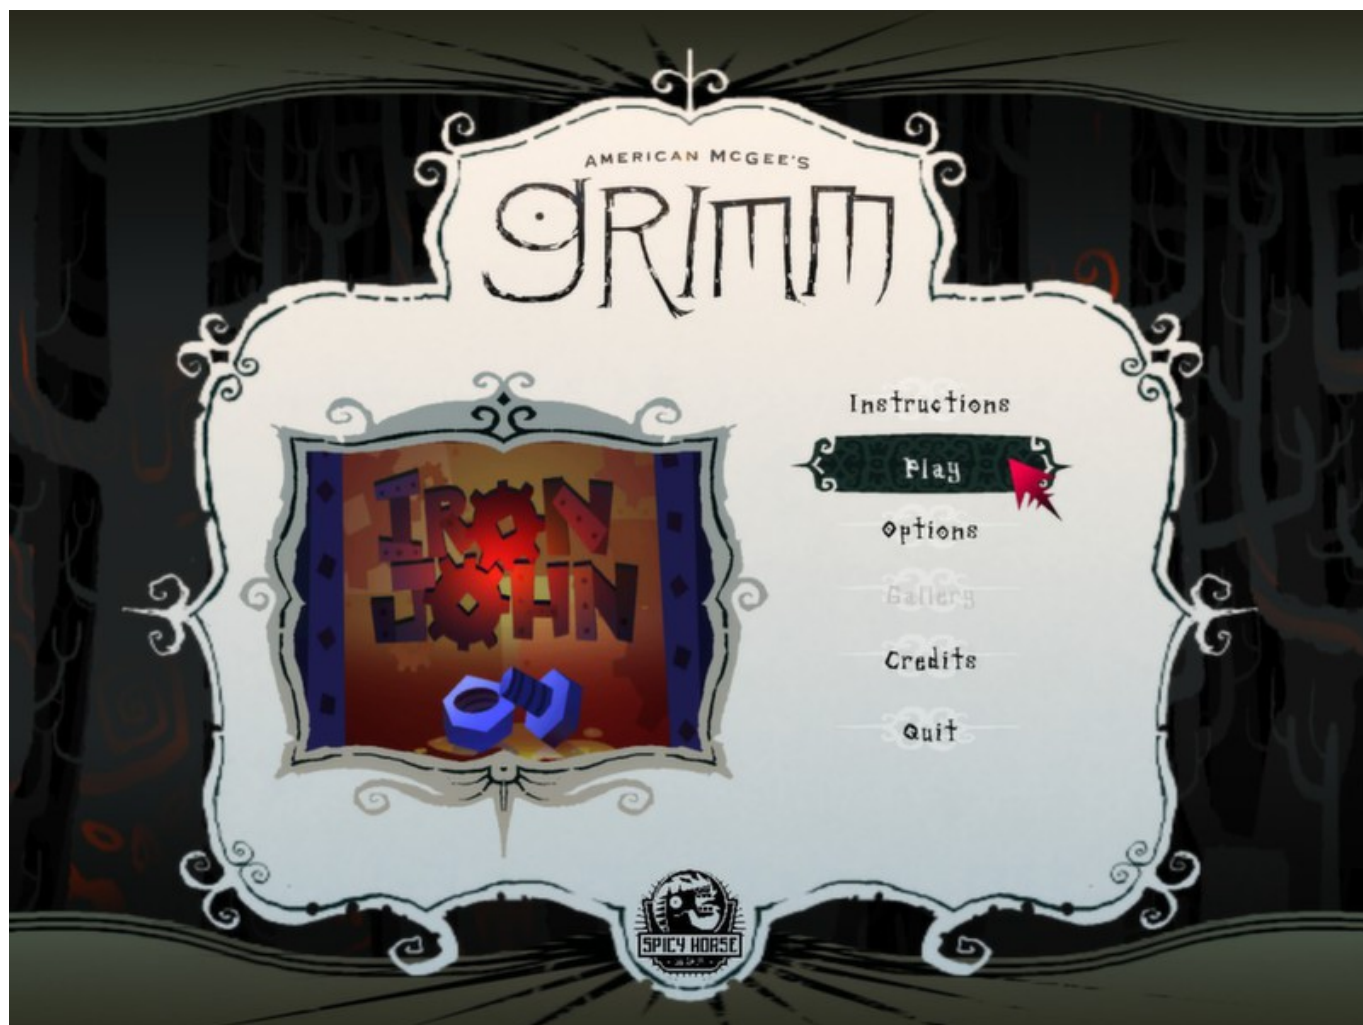 AMERICAN MCGEE'S
gRIMM
IRON
JOHN
Instructions
Play
Options
Gallery
Credits
Quit
SPICY HORSE